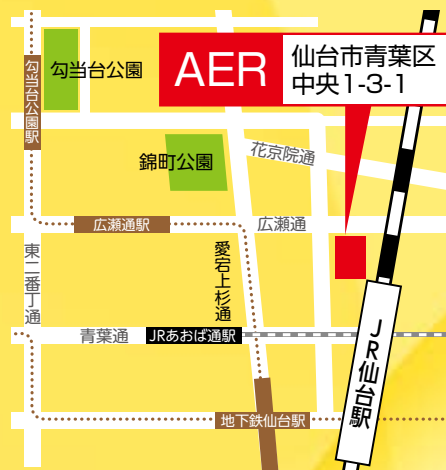 勾当台公園
AER
仙台市青葉区
中央1-3-1
勾当台公園駅
錦町公園
花京院通
広瀬通駅
広瀬通
東二番丁通
愛宕上杉通
青葉通
JRあおば通駅
JR仙台駅
地下鉄仙台駅